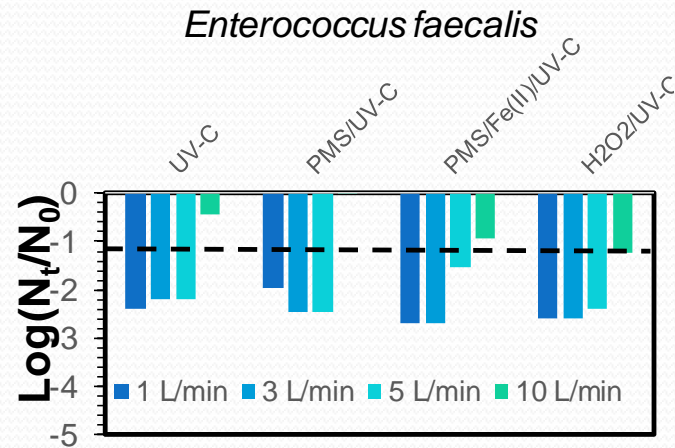 Enterococcus faecalis
UV-C
PMS/UV-C
PMS/Fe(II)/UV-C
H2O2/UV-C
Log(Nt/N0)
0
-1
-2
-3
-4
-5
1 L/min 3 L/min 5 L/min 10 L/min